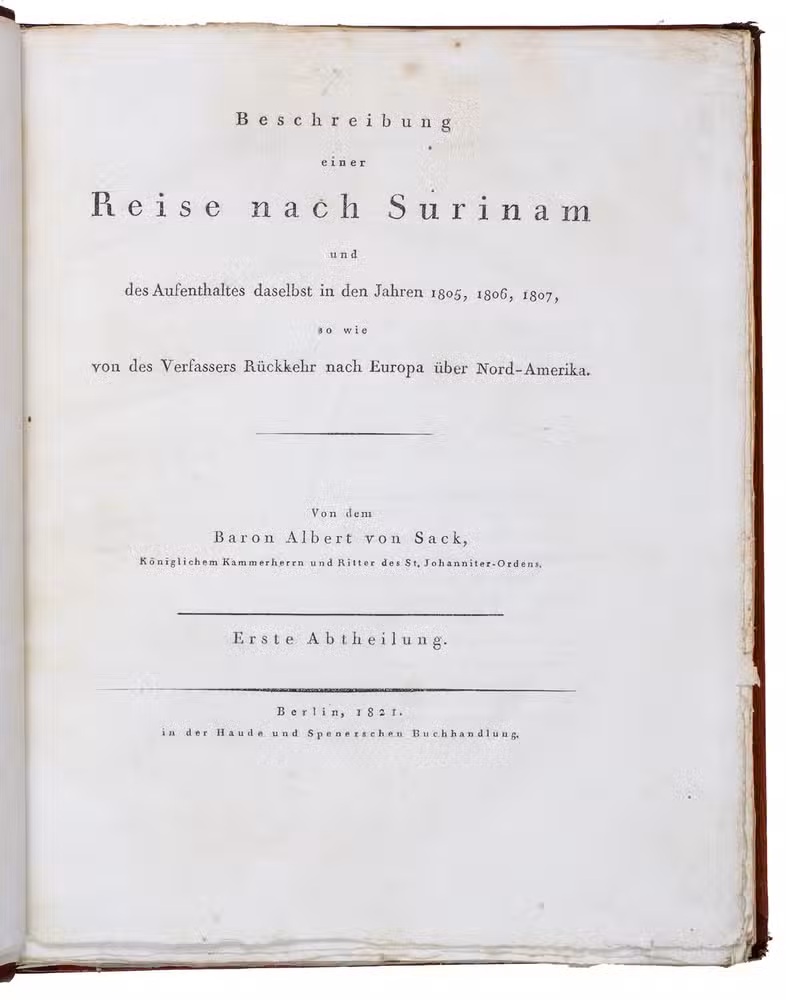 Beschreibung
einer
Reise nach Surinam
und
des Aufenthaltes daselbst in den Jahren 1805, 1806, 1807,
so wie
von des Verfassers Rückkehr nach Europa über Nord-Amerika.
Von dem
Baron Albert von Sack,
Königlichem Kammerherrn und Ritter des St. Johanniter-Ordens.
Erste Abtheilung.
Berlin, 1821.
in der Haude und Spenerschen Buchhandlung.